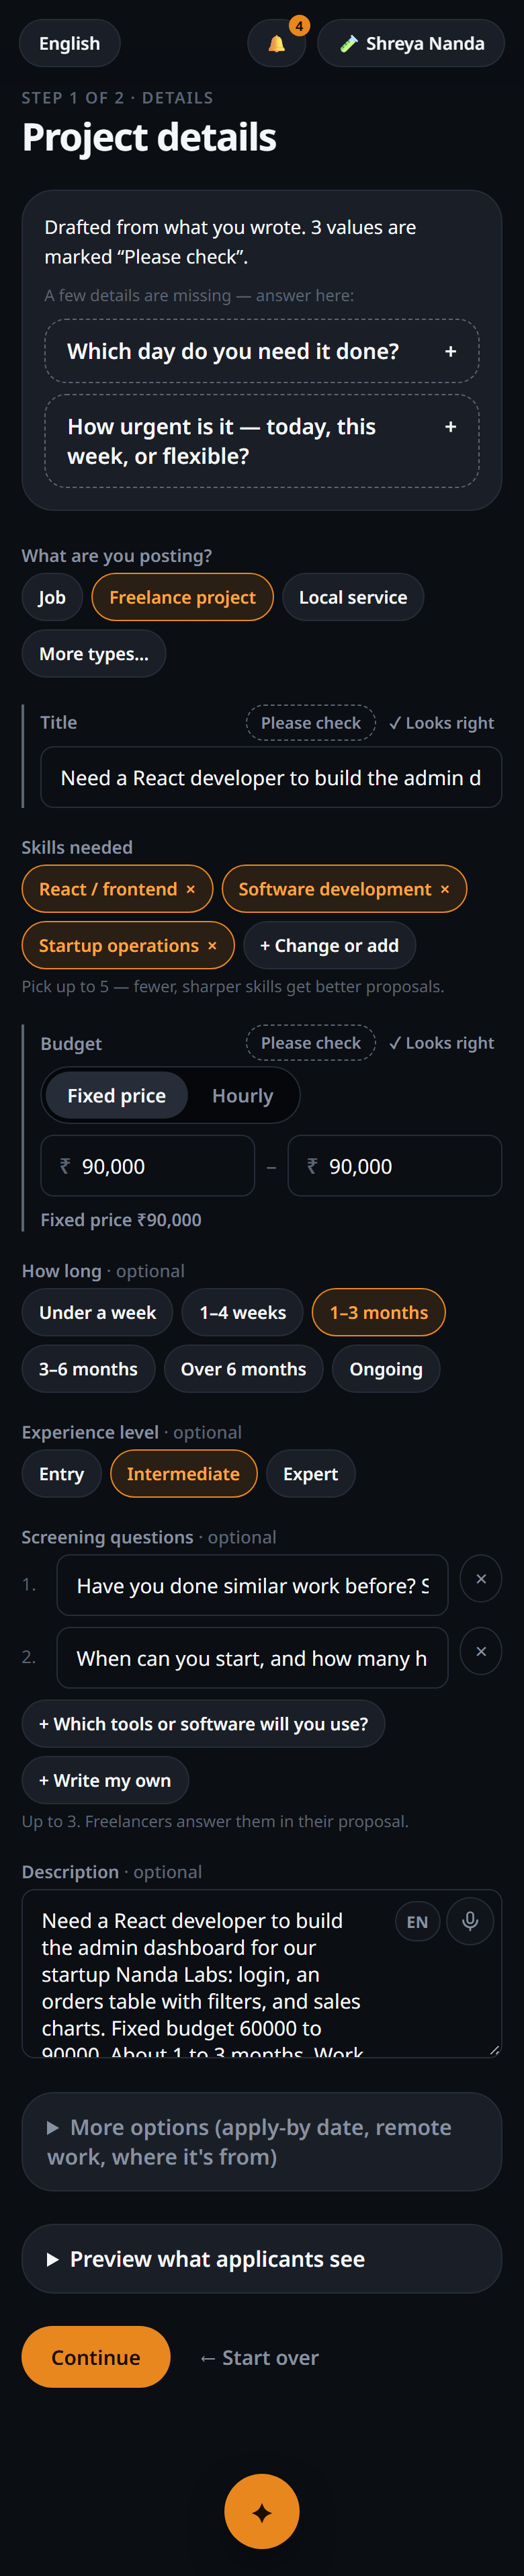 English
4
Shreya Nanda
STEP 1 OF 2 · DETAILS
Project details
Drafted from what you wrote. 3 values are
marked “Please check”.
A few details are missing — answer here:
Which day do you need it done? +
How urgent is it — today, this +
week, or flexible?
What are you posting?
Job Freelance project Local service
More types...
Title Please check ✓ Looks right
Need a React developer to build the admin d
Skills needed
React / frontend × Software development ×
Startup operations × + Change or add
Pick up to 5 — fewer, sharper skills get better proposals.
Budget Please check ✓ Looks right
Fixed price Hourly
₹ 90,000 – ₹ 90,000
Fixed price ₹90,000
How long · optional
Under a week 1–4 weeks 1–3 months
3–6 months Over 6 months Ongoing
Experience level · optional
Entry Intermediate Expert
Screening questions · optional
1. Have you done similar work before? S ×
2. When can you start, and how many h ×
+ Which tools or software will you use?
+ Write my own
Up to 3. Freelancers answer them in their proposal.
Description · optional
Need a React developer to build EN
the admin dashboard for our
startup Nanda Labs: login, an
orders table with filters, and sales
charts. Fixed budget 60000 to
90000. About 1 to 3 months. Work
▶ More options (apply-by date, remote
work, where it's from)
▶ Preview what applicants see
Continue ← Start over